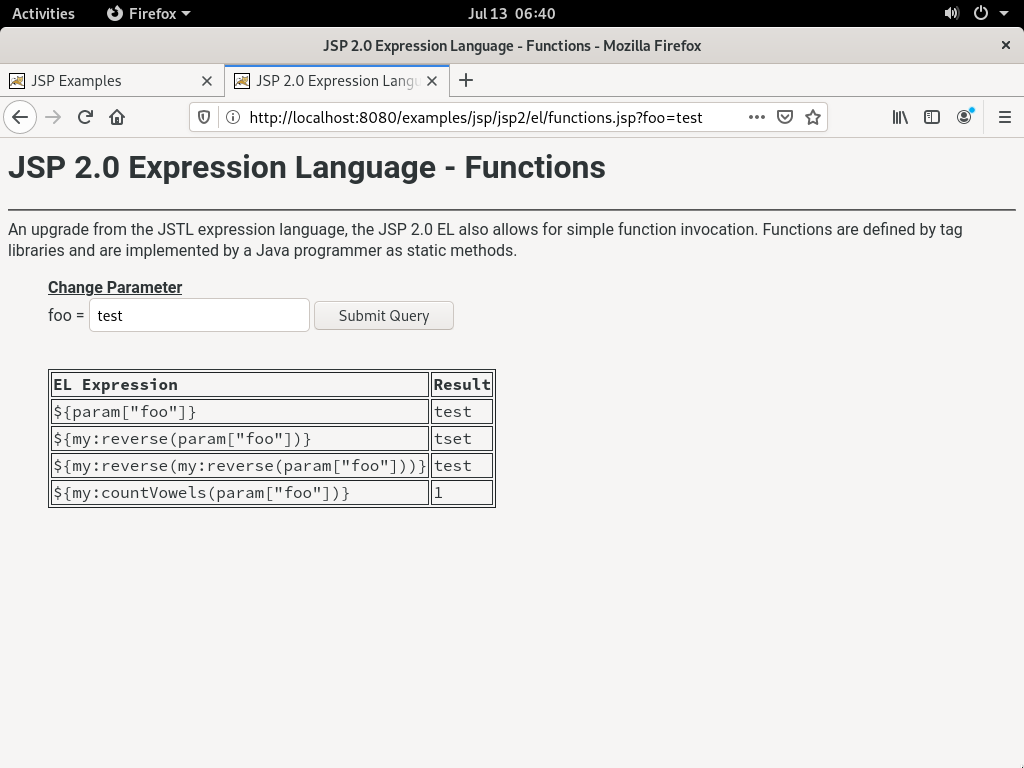 Activities Firefox Jul 13 06:40
JSP 2.0 Expression Language - Functions - Mozilla Firefox
JSP Examples JSP 2.0 Expression Langu
http://localhost:8080/examples/jsp/jsp2/el/functions.jsp?foo=test
JSP 2.0 Expression Language - Functions
An upgrade from the JSTL expression language, the JSP 2.0 EL also allows for simple function invocation. Functions are defined by tag
libraries and are implemented by a Java programmer as static methods.
Change Parameter
foo = test Submit Query
EL Expression Result
${param["foo"]} test
${my:reverse(param["foo"])} tset
${my:reverse(my:reverse(param["foo"]))} test
${my:countVowels(param["foo"])} 1